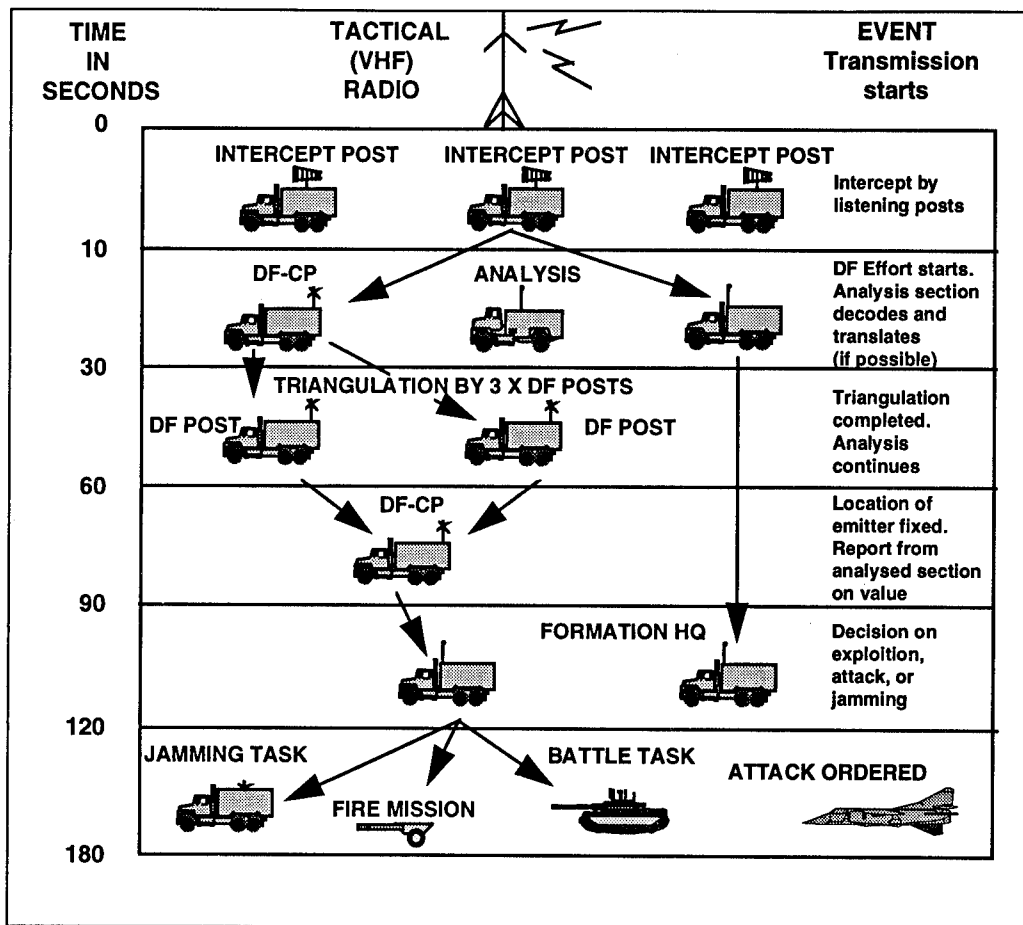 TIME
IN
SECONDS
TACTICAL
(VHF)
RADIO
EVENT
Transmission
starts
0
INTERCEPT POST
INTERCEPT POST
INTERCEPT POST
Intercept by
listening posts
10
DF-CP
ANALYSIS
DF Effort starts.
Analysis section
decodes and
translates
(if possible)
30
TRIANGULATION BY 3 X DF POSTS
DF POST
DF POST
Triangulation
completed.
Analysis
continues
60
DF-CP
Location of
emitter fixed.
Report from
analysed section
on value
90
FORMATION HQ
Decision on
exploition,
attack, or
jamming
120
JAMMING TASK
FIRE MISSION
BATTLE TASK
ATTACK ORDERED
180